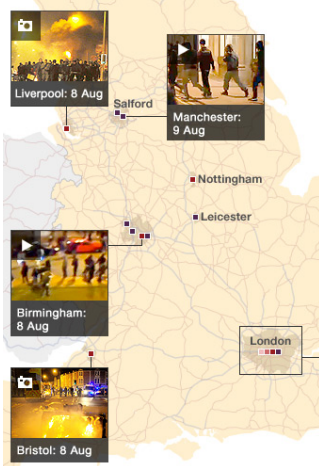 Liverpool: 8 Aug
Salford
Manchester:
9 Aug
Nottingham
Leicester
Birmingham:
8 Aug
London
Bristol: 8 Aug